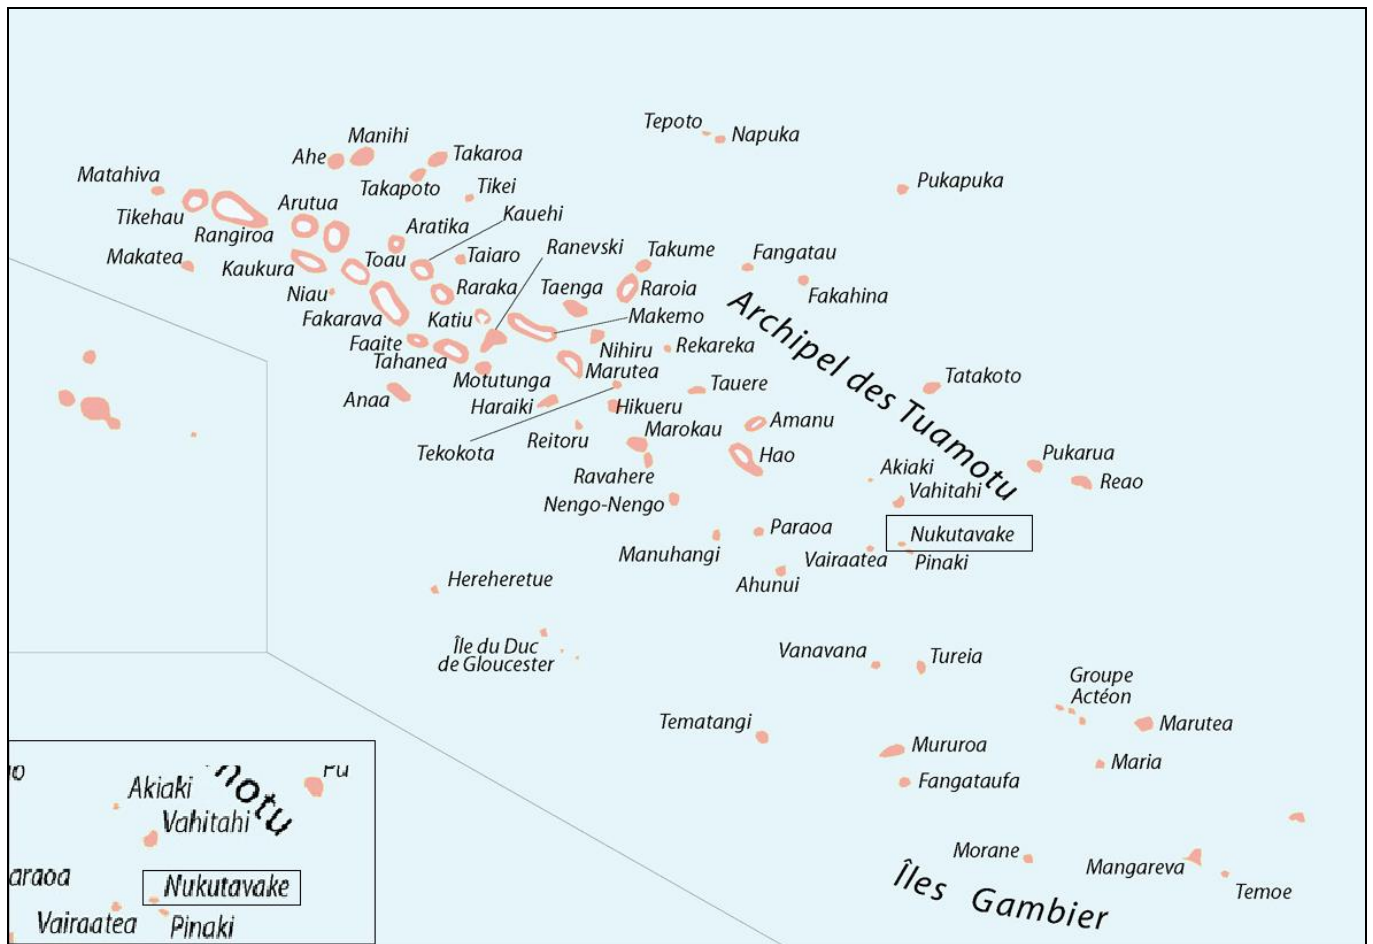 Tepoto
Napuka
Manihi
Ahe
Takaroa
Matahiva
Takapoto
Tikei
Pukapuka
Tikehau
Arutua
Kauehi
Rangiroa
Aratika
Ranevski
Takume
Fangatau
Makatea
Kaukura
Toau
Taiaro
Niau
Raraka
Taenga
Raroia
Fakahina
Fakarava
Katiu
Makemo
Archipel des Tuamotu
Faaite
Nihiru
Rekareka
Tahanea
Marutea
Motutunga
Tauere
Tatakoto
Anaa
Haraiki
Hikueru
Amanu
Marokau
Reitoru
Tekokota
Hao
Pukarua
Akiaki
Ravahere
Reao
Vahitahi
Nengo-Nengo
Paraoa
Nukutavake
Manuhangi
Vairaatea
Pinaki
Ahunui
Hereheretue
Île du Duc
de Gloucester
Vanavana
Tureia
Groupe
Actéon
Tematangi
Marutea
Mururoa
Maria
Fangataufa
Morane
Mangareva
Temoe
Îles Gambier
motu
Akiaki
Vahitahi
araoa
Nukutavake
Vairaatea
Pinaki